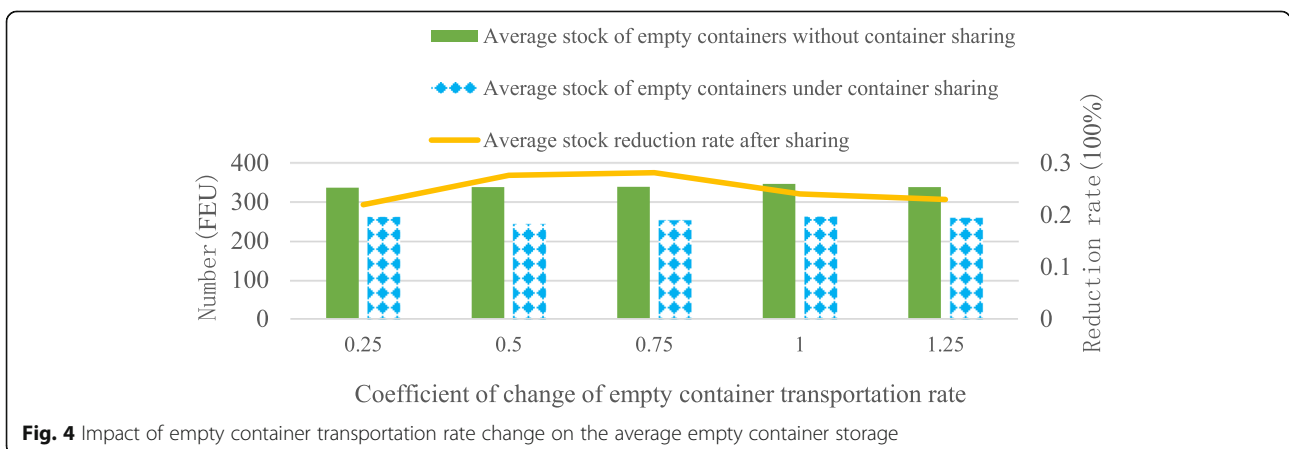 Average stock of empty containers without container sharing
Average stock of empty containers under container sharing
Average stock reduction rate after sharing
Number(FEU)
400
300
200
100
0
0.3
0.2
0.1
0
Reduction rate(100%)
0.25 0.5 0.75 1 1.25
Coefficient of change of empty container transportation rate
Fig. 4 Impact of empty container transportation rate change on the average empty container storage